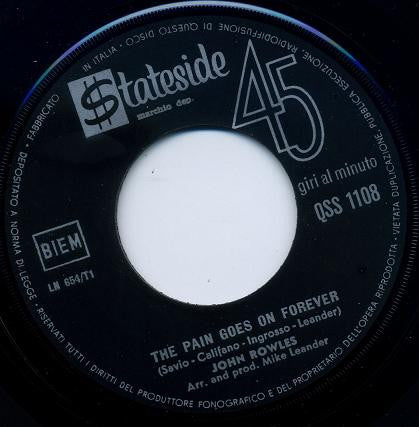 $tateside
marchio dep.
45
giri al minuto
QSS 1108
BIEM
LN 654/T1
THE PAIN GOES ON FOREVER
(Savio - Califano - Ingrosso - Leander)
JOHN ROWLES
Arr. and prod. Mike Leander
FABBRICATO IN ITALIA · RADIODIFFUSIONE DI QUESTO DISCO
VIETATA DUPLICAZIONE, PUBBLICA ESECUZIONE,
DEPOSITATO A NORMA DI LEGGE · RISERVATI TUTTI I DIRITTI DEL PRODUTTORE FONOGRAFICO E DEL PROPRIETARIO DELL'OPERA RIPRODOTTA